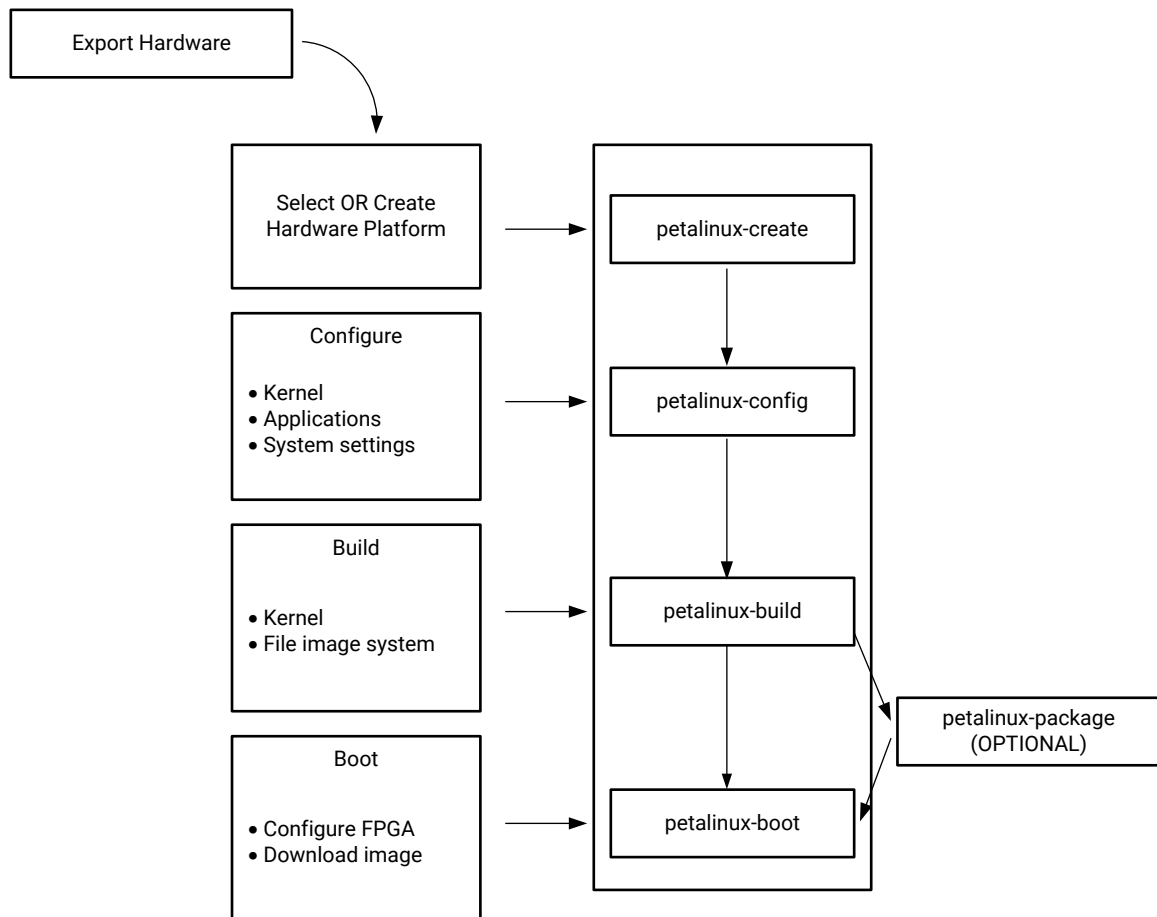 Export Hardware
Select OR Create
Hardware Platform
petalinux-create
Configure
• Kernel
• Applications
• System settings
petalinux-config
Build
• Kernel
• File image system
petalinux-build
petalinux-package
(OPTIONAL)
Boot
• Configure FPGA
• Download image
petalinux-boot